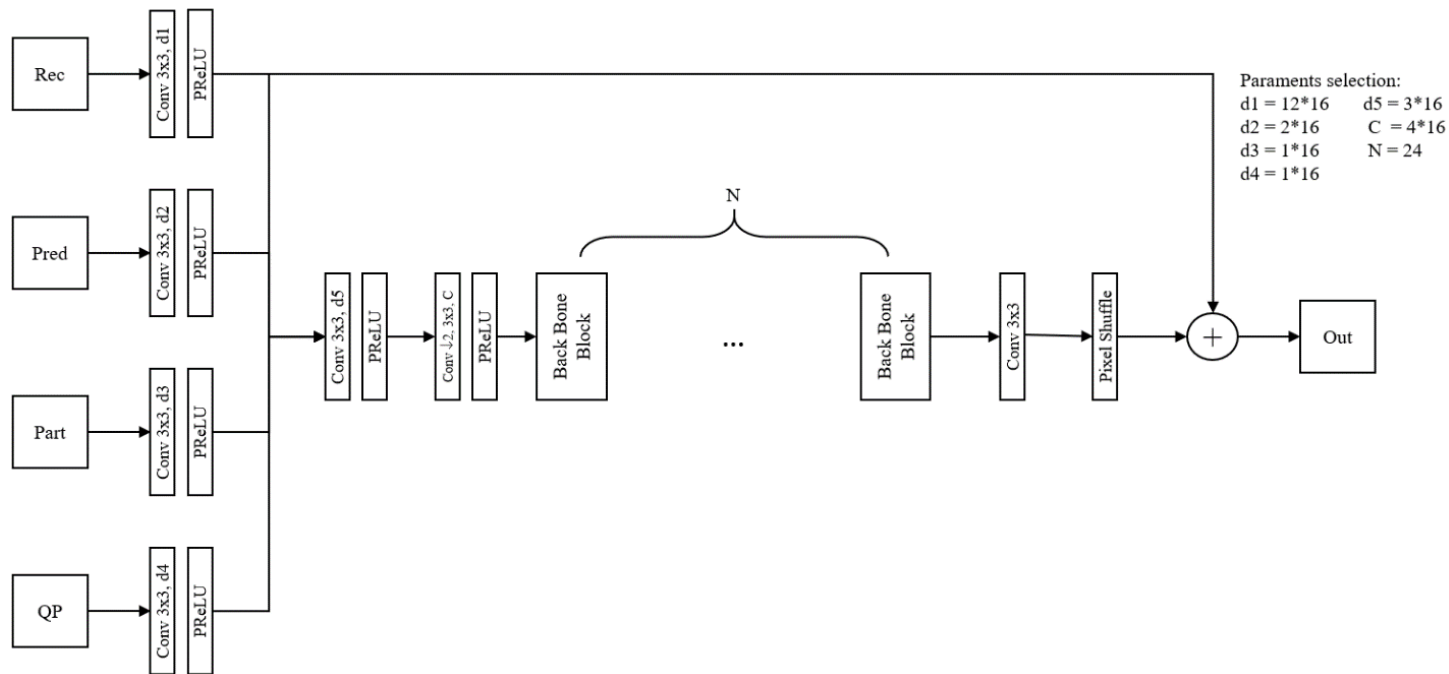 Rec
Conv 3x3, d1
PReLU
Pred
Conv 3x3, d2
PReLU
Part
Conv 3x3, d3
PReLU
QP
Conv 3x3, d4
PReLU
Conv 3x3, d5
PReLU
Conv ↓2, 3x3, C
PReLU
Back Bone
Block
N
...
Back Bone
Block
Conv 3x3
Pixel Shuffle
+
Out
Paraments selection:
d1 = 12*16 d5 = 3*16
d2 = 2*16 C = 4*16
d3 = 1*16 N = 24
d4 = 1*16